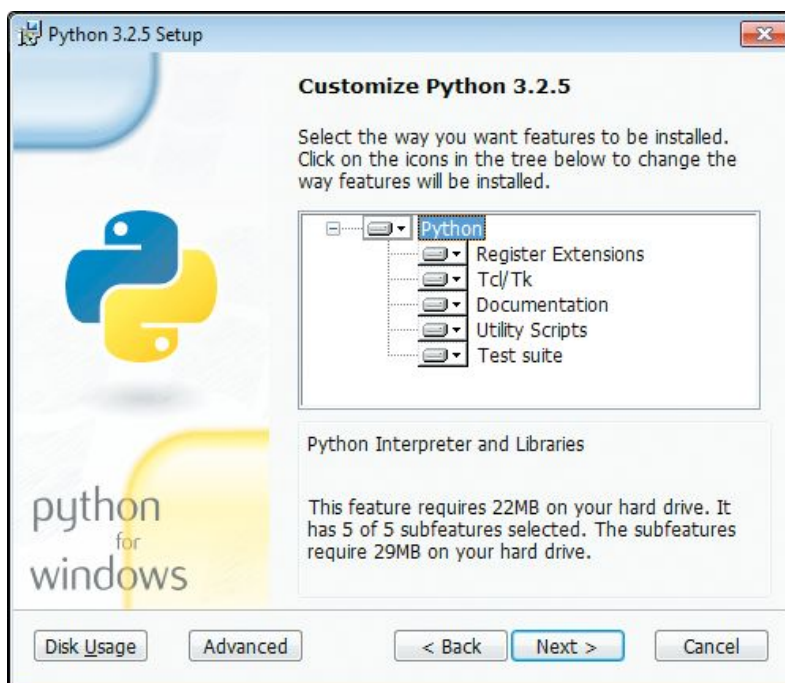 Python 3.2.5 Setup
Customize Python 3.2.5
Select the way you want features to be installed.
Click on the icons in the tree below to change the
way features will be installed.
Python
Register Extensions
Tcl/Tk
Documentation
Utility Scripts
Test suite
Python Interpreter and Libraries
This feature requires 22MB on your hard drive. It
has 5 of 5 subfeatures selected. The subfeatures
require 29MB on your hard drive.
python
for
windows
Disk Usage
Advanced
< Back
Next >
Cancel